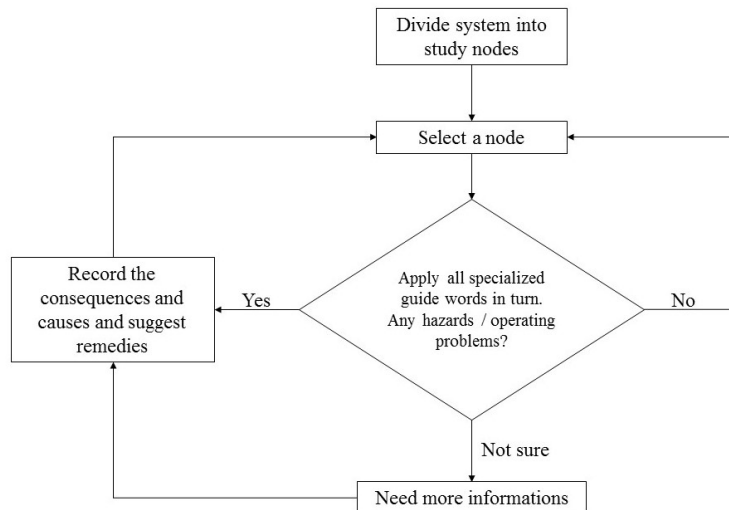 Divide system into
study nodes
Select a node
Apply all specialized
guide words in turn.
Any hazards / operating
problems?
Record the
consequences and
causes and suggest
remedies
Yes
No
Not sure
Need more informations